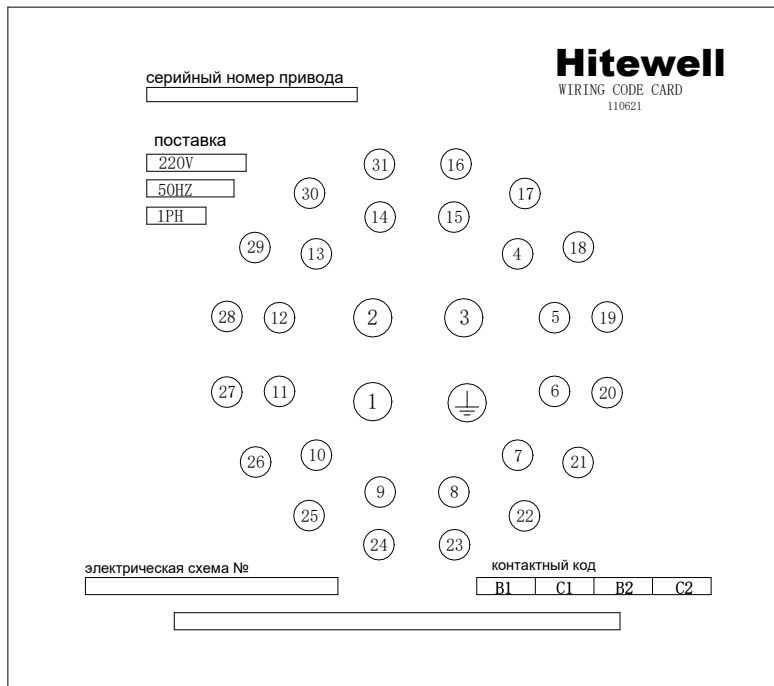 Hitewell
WIRING CODE CARD
110621
серийный номер привода
поставка
220V
50HZ
1PH
31 16
30 17
14 15
29 13 4 18
28 12 2 3 5 19
27 11 1 6 20
26 10 7 21
9 8
25 22
24 23
электрическая схема №
контактный код
B1 C1 B2 C2